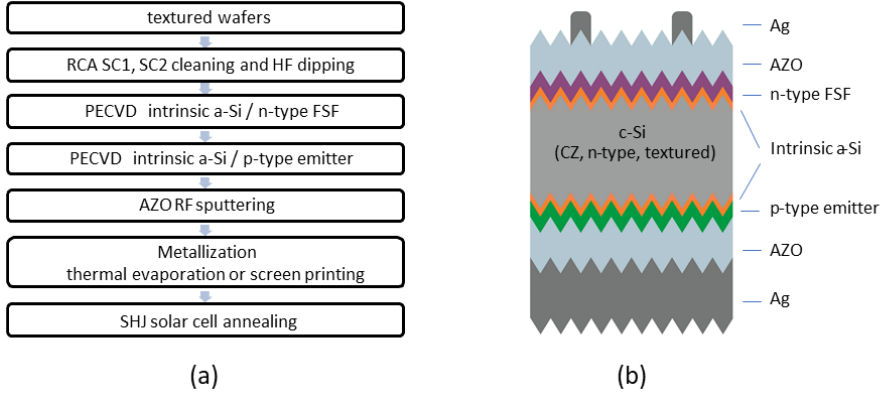 textured wafers
RCA SC1, SC2 cleaning and HF dipping
PECVD intrinsic a-Si / n-type FSF
PECVD intrinsic a-Si / p-type emitter
AZO RF sputtering
Metallization
thermal evaporation or screen printing
SHJ solar cell annealing
(a)
Ag
AZO
n-type FSF
c-Si
(CZ, n-type, textured)
Intrinsic a-Si
p-type emitter
AZO
Ag
(b)